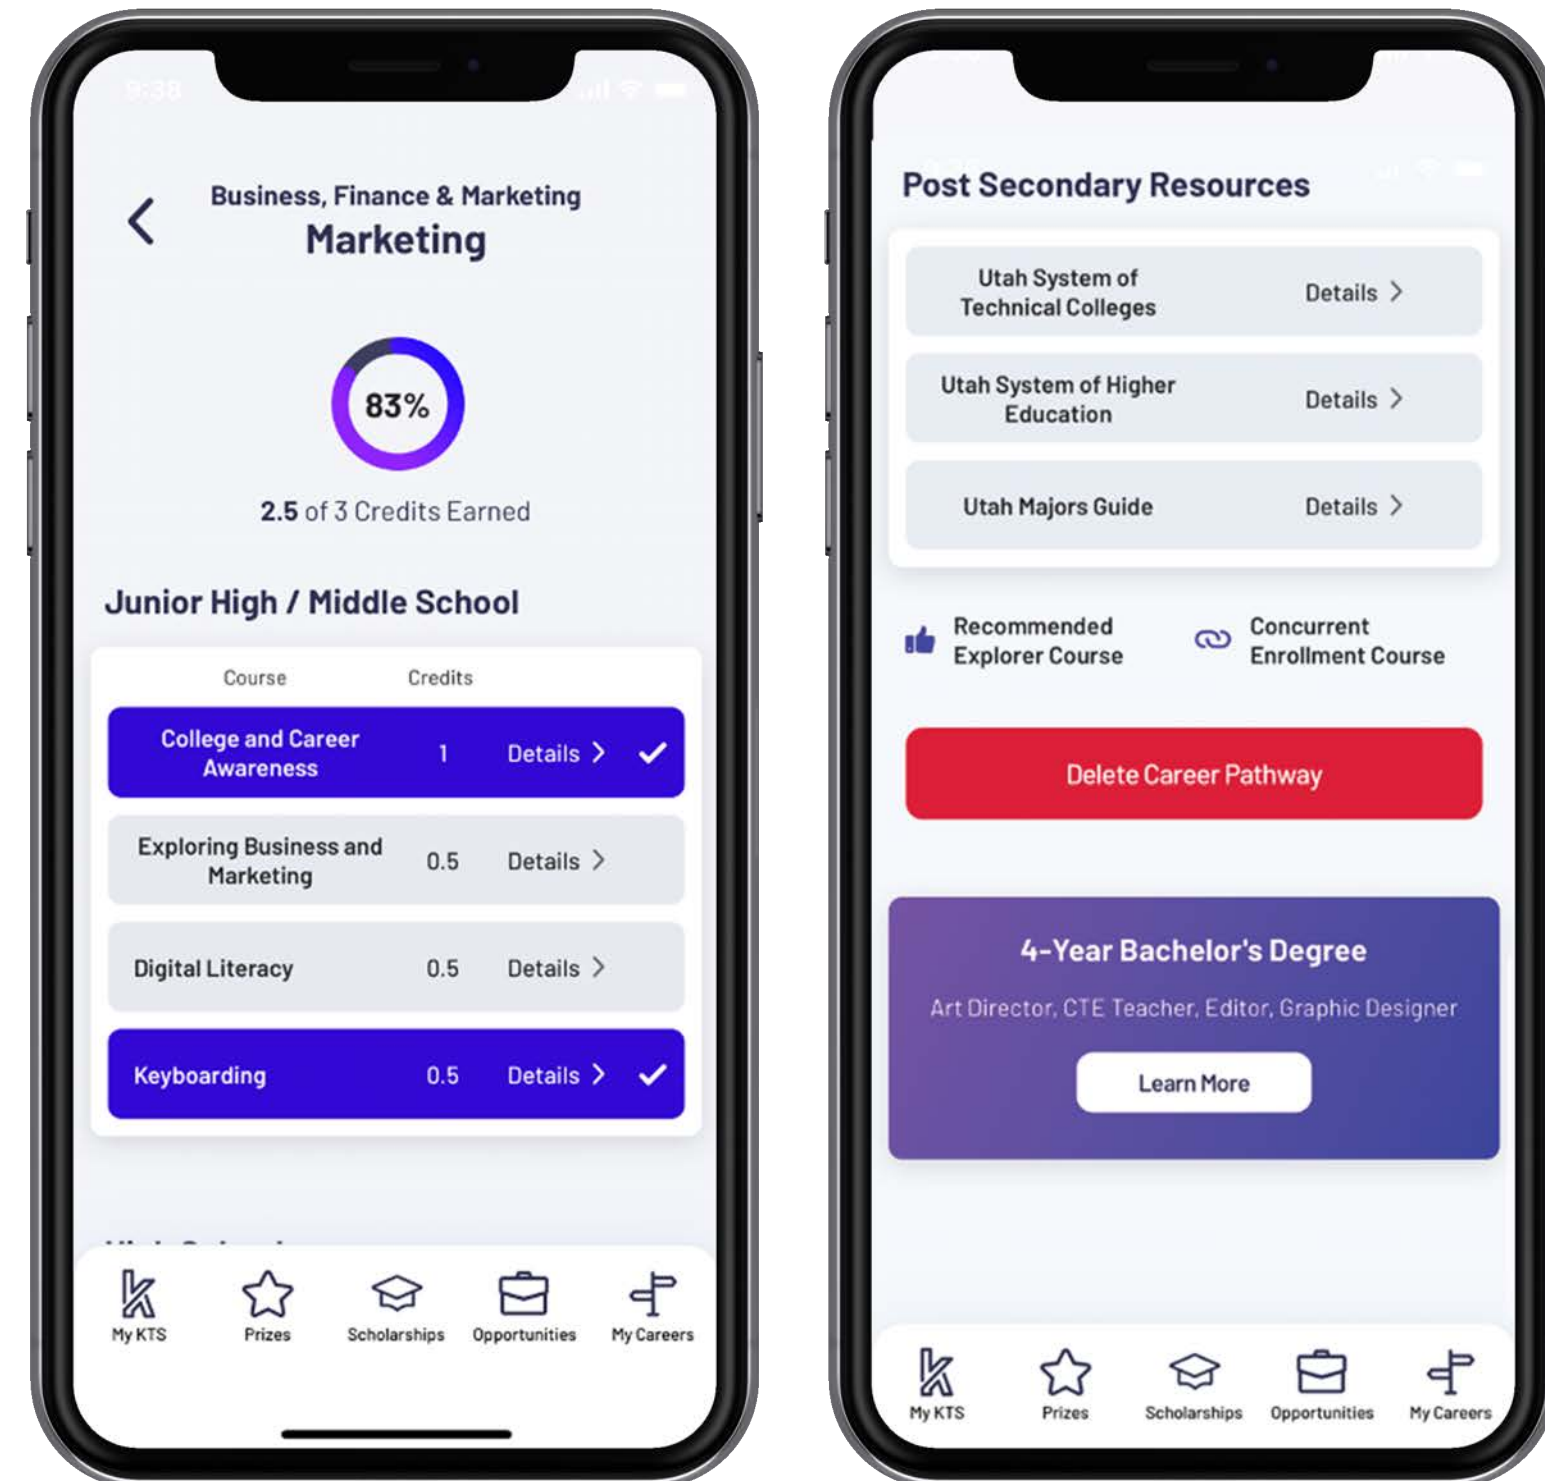 9:38
Business, Finance & Marketing
Marketing
83%
2.5 of 3 Credits Earned
Junior High / Middle School
Course Credits
College and Career
Awareness
1 Details
Exploring Business and
Marketing
0.5 Details
Digital Literacy 0.5 Details
Keyboarding 0.5 Details
My KTS Prizes Scholarships Opportunities My Careers
Post Secondary Resources
Utah System of
Technical Colleges
Details
Utah System of Higher
Education
Details
Utah Majors Guide Details
Recommended
Explorer Course
Concurrent
Enrollment Course
Delete Career Pathway
4-Year Bachelor's Degree
Art Director, CTE Teacher, Editor, Graphic Designer
Learn More
My KTS Prizes Scholarships Opportunities My Careers